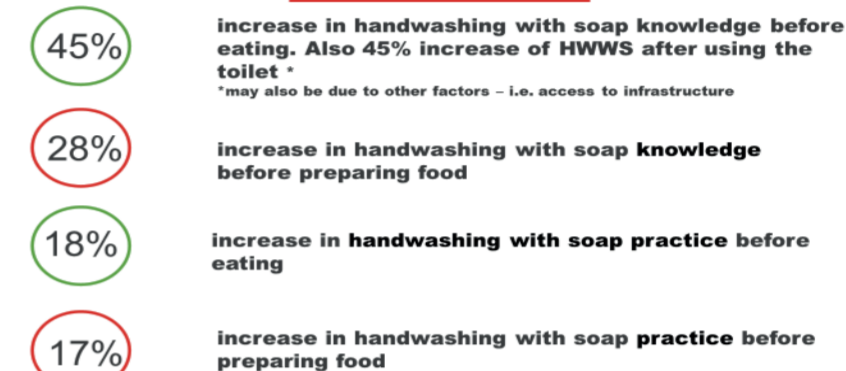 45%
increase in handwashing with soap knowledge before
eating. Also 45% increase of HWWS after using the
toilet *
*may also be due to other factors – i.e. access to infrastructure
28%
increase in handwashing with soap knowledge
before preparing food
18%
increase in handwashing with soap practice before
eating
17%
increase in handwashing with soap practice before
preparing food